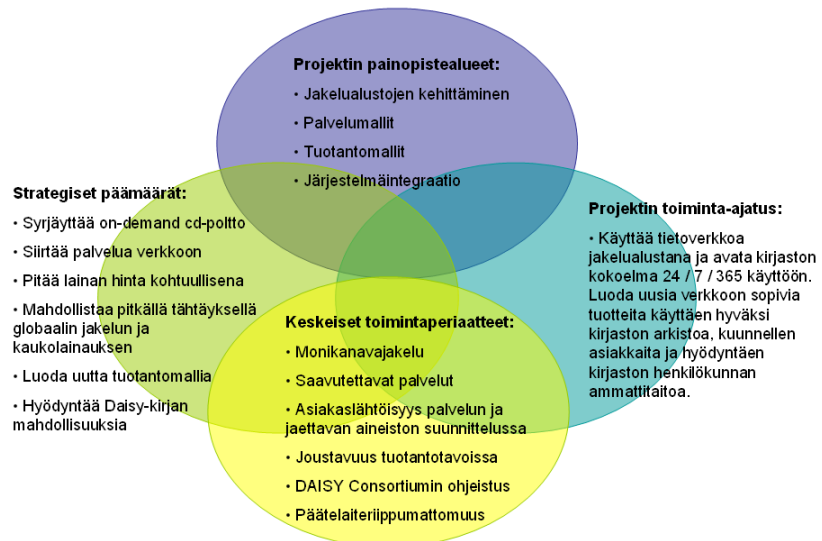 Projektin painopistealueet:
• Jakelualustojen kehittäminen
• Palvelumallit
• Tuotantomallit
• Järjestelmäintegraatio
Strategiset päämäärät:
• Syrjäyttää on-demand cd-poltto
• Siirtää palvelua verkkoon
• Pitää lainan hinta kohtuullisena
• Mahdollistaa pitkällä tähtäyksellä
globaalin jakelun ja
kaukolainauksen
• Luoda uutta tuotantomallia
• Hyödyntää Daisy-kirjan
mahdollisuuksia
Projektin toiminta-ajatus:
• Käyttää tietoverkkoa
jakelualustana ja avata kirjaston
kokoelma 24 / 7 / 365 käyttöön.
Luoda uusia verkkoon sopivia
tuotteita käyttäen hyväksi
kirjaston arkistoa, kuunnellen
asiakkaita ja hyödyntäen
kirjaston henkilökunnan
ammattitaitoa.
Keskeiset toimintaperiaatteet:
• Monikanavajakelu
• Saavutettavat palvelut
• Asiakaslähtöisyys palvelun ja
jaettavan aineiston suunnittelussa
• Joustavuus tuotantotavoissa
• DAISY Consortiumin ohjeistus
• Päätelaiteriippumattomuus